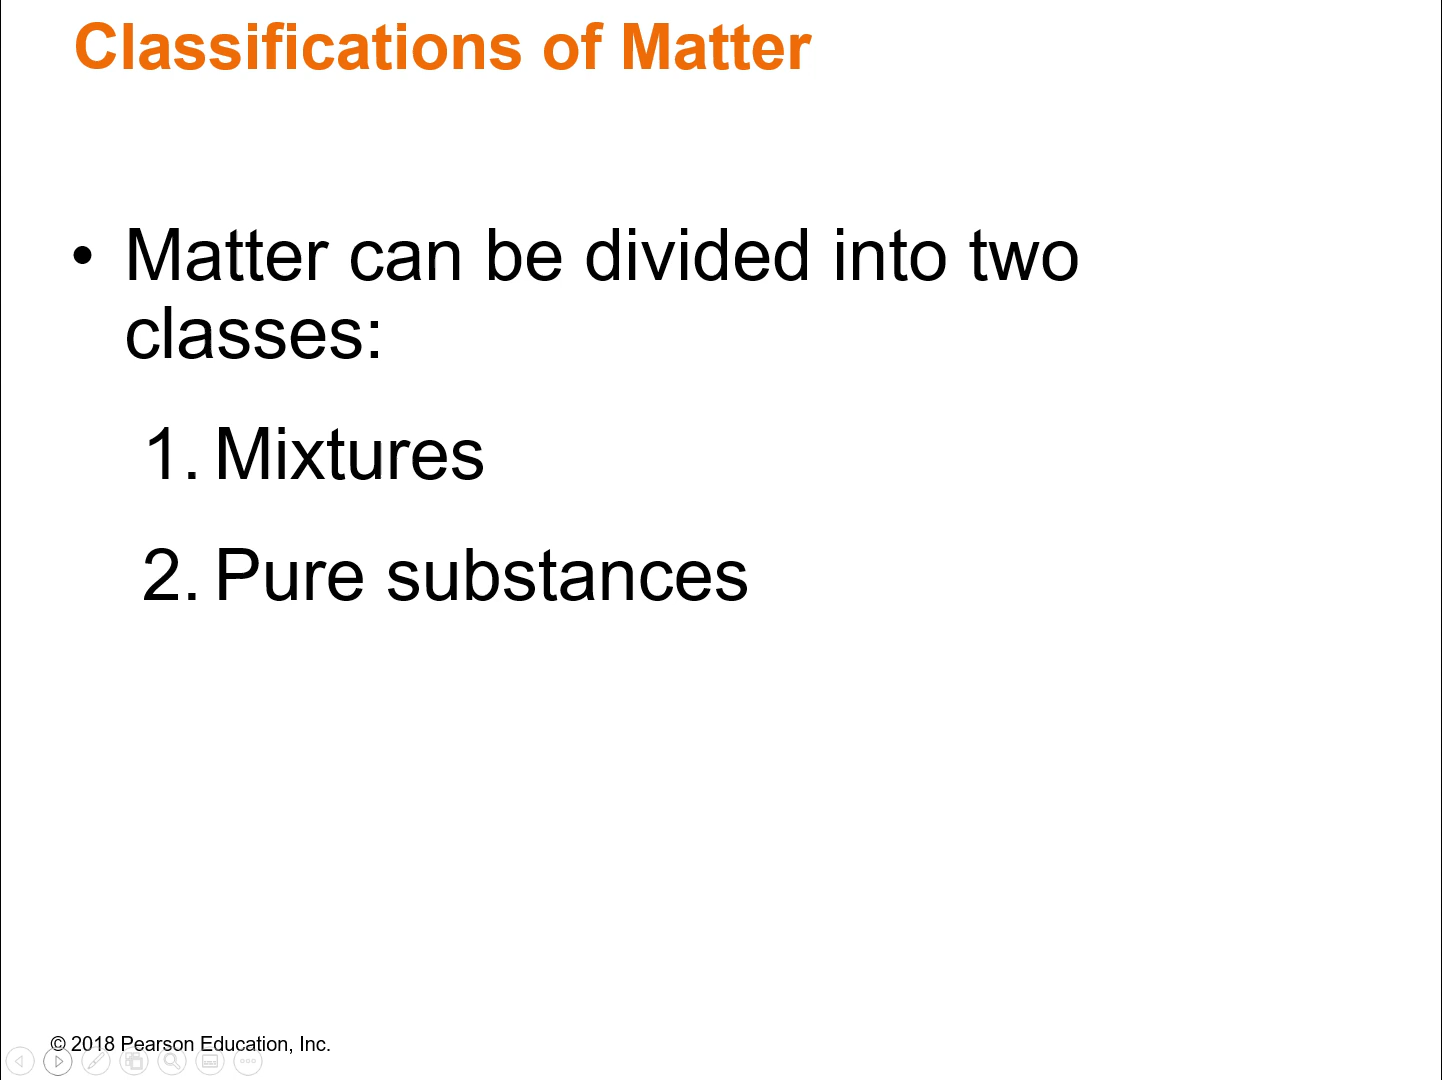 Classifications of Matter
• Matter can be divided into two
classes:
1. Mixtures
2. Pure substances
© 2018 Pearson Education, Inc.